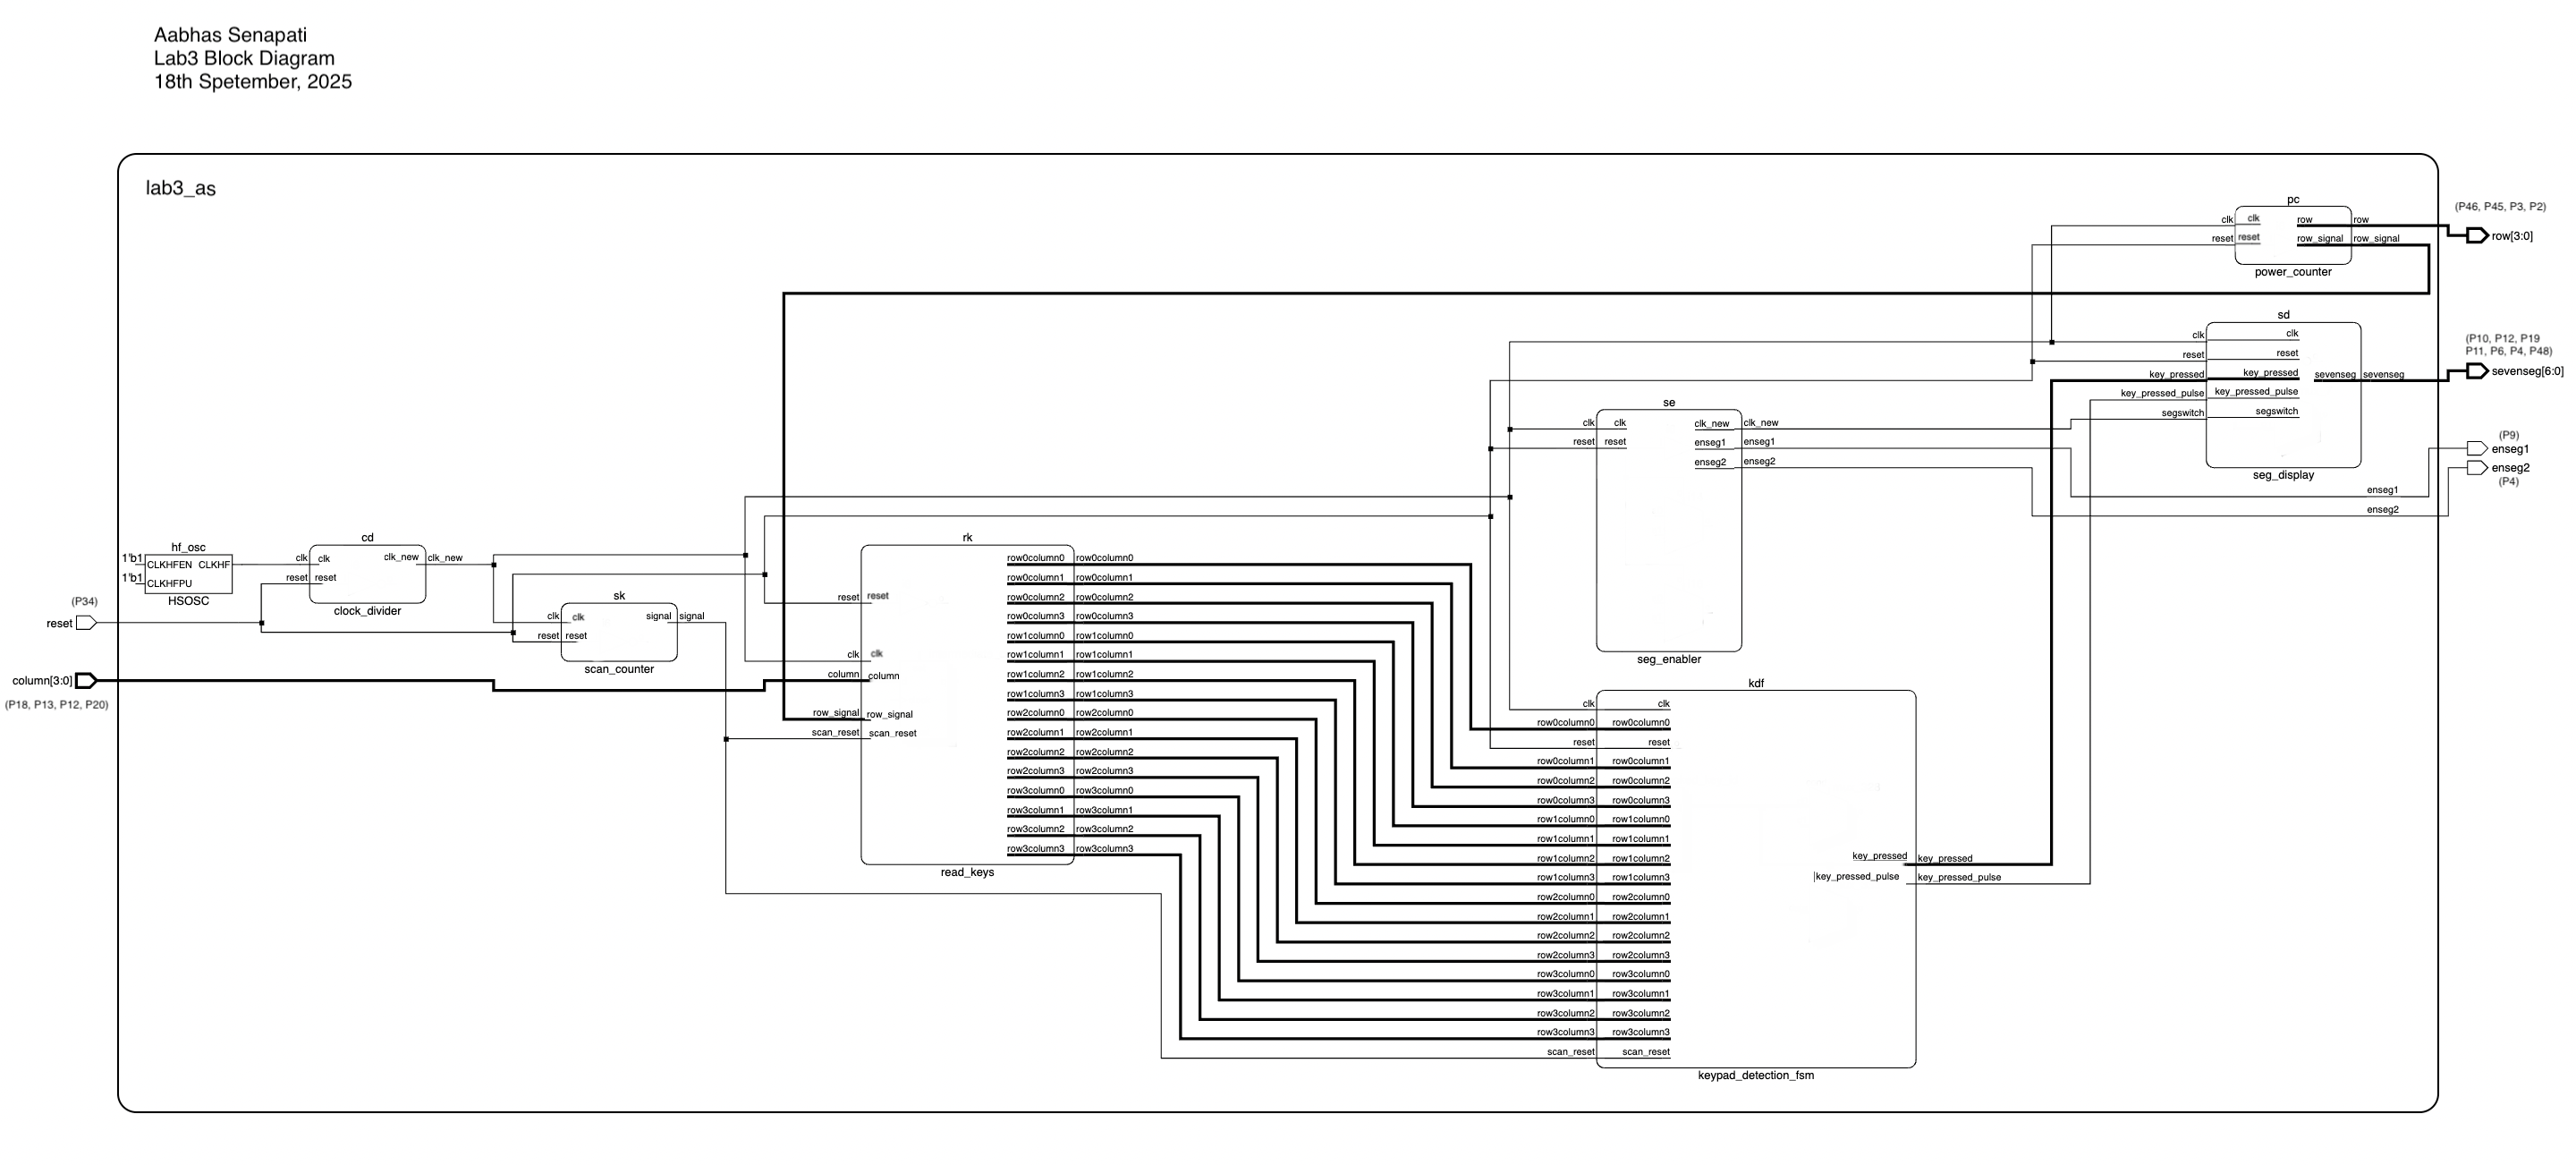 Aabhas Senapati
Lab3 Block Diagram
18th Spetember, 2025
lab3_as
pc
clk clk row row
reset reset row_signal row_signal
power_counter
(P46, P45, P3, P2)
row[3:0]
sd
clk clk
reset reset
key_pressed key_pressed sevenseg sevenseg
key_pressed_pulse key_pressed_pulse
segswitch segswitch
seg_display
(P10, P12, P19
P11, P6, P4, P48)
sevenseg[6:0]
(P9)
enseg1
enseg2
(P4)
enseg1
enseg2
se
clk clk clk_new clk_new
reset reset enseg1 enseg1
enseg2 enseg2
seg_enabler
hf_osc
1'b1 CLKHFEN CLKHF
1'b1 CLKHFPU
HSOSC
cd
clk clk clk_new clk_new
reset reset
clock_divider
(P34)
reset
sk
clk clk signal signal
reset reset
scan_counter
column[3:0]
(P18, P13, P12, P20)
rk
row0column0 row0column0
row0column1 row0column1
reset reset row0column2 row0column2
row0column3 row0column3
row1column0 row1column0
clk clk row1column1 row1column1
column column row1column2 row1column2
row1column3 row1column3
row_signal row_signal row2column0 row2column0
scan_reset scan_reset row2column1 row2column1
row2column2 row2column2
row2column3 row2column3
row3column0 row3column0
row3column1 row3column1
row3column2 row3column2
row3column3 row3column3
read_keys
kdf
clk clk
row0column0 row0column0
reset reset
row0column1 row0column1
row0column2 row0column2
row0column3 row0column3
row1column0 row1column0
row1column1 row1column1
row1column2 row1column2 key_pressed key_pressed
row1column3 row1column3 key_pressed_pulse key_pressed_pulse
row2column0 row2column0
row2column1 row2column1
row2column2 row2column2
row2column3 row2column3
row3column0 row3column0
row3column1 row3column1
row3column2 row3column2
row3column3 row3column3
scan_reset scan_reset
keypad_detection_fsm